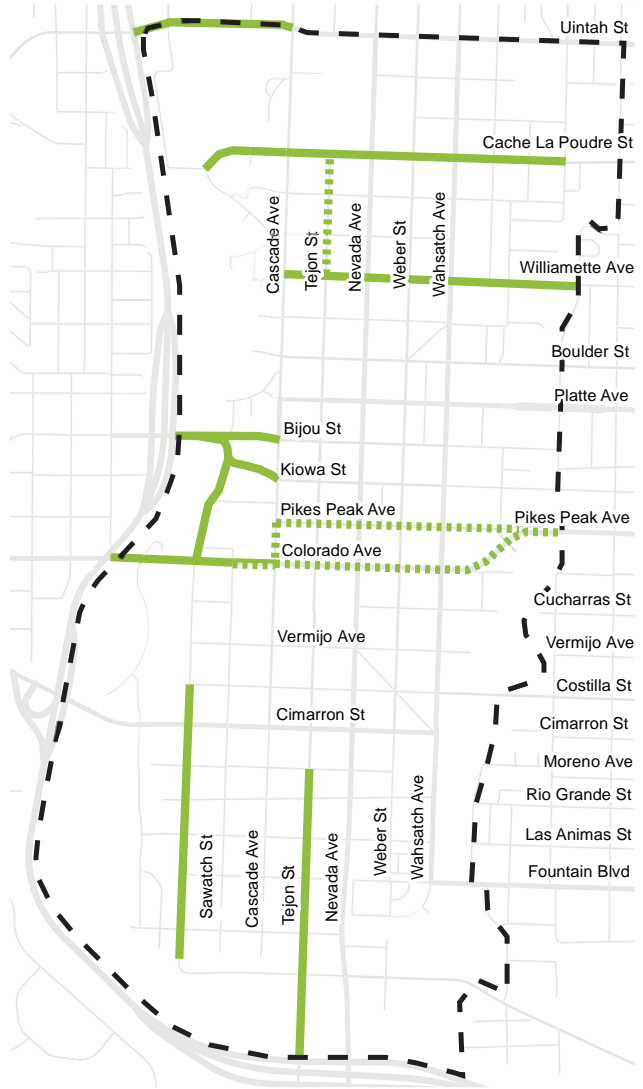 Uintah St
Cache La Poudre St
Cascade Ave
Tejon St
Nevada Ave
Weber St
Wahsatch Ave
Williamette Ave
Boulder St
Platte Ave
Bijou St
Kiowa St
Pikes Peak Ave
Pikes Peak Ave
Colorado Ave
Cucharras St
Vermijo Ave
Vermijo Ave
Costilla St
Cimarron St
Cimarron St
Moreno Ave
Rio Grande St
Las Animas St
Fountain Blvd
Sawatch St
Cascade Ave
Tejon St
Nevada Ave
Weber St
Wahsatch Ave